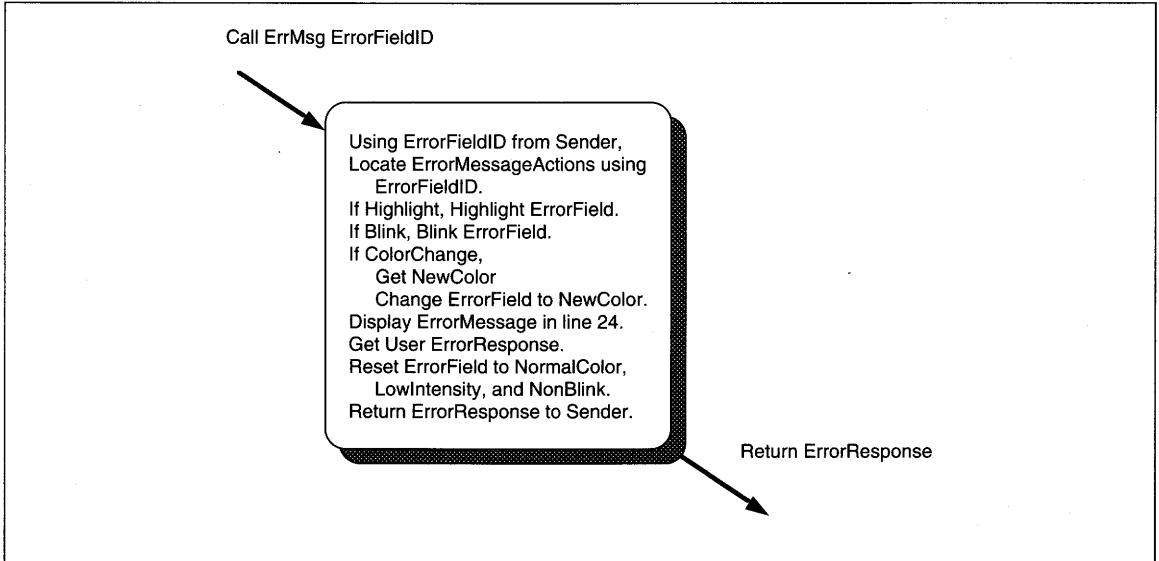 Call ErrMsg ErrorFieldID
Using ErrorFieldID from Sender,
Locate ErrorMessageActions using
ErrorFieldID.
If Highlight, Highlight ErrorField.
If Blink, Blink ErrorField.
If ColorChange,
Get NewColor
Change ErrorField to NewColor.
Display ErrorMessage in line 24.
Get User ErrorResponse.
Reset ErrorField to NormalColor,
LowIntensity, and NonBlink.
Return ErrorResponse to Sender.
Return ErrorResponse